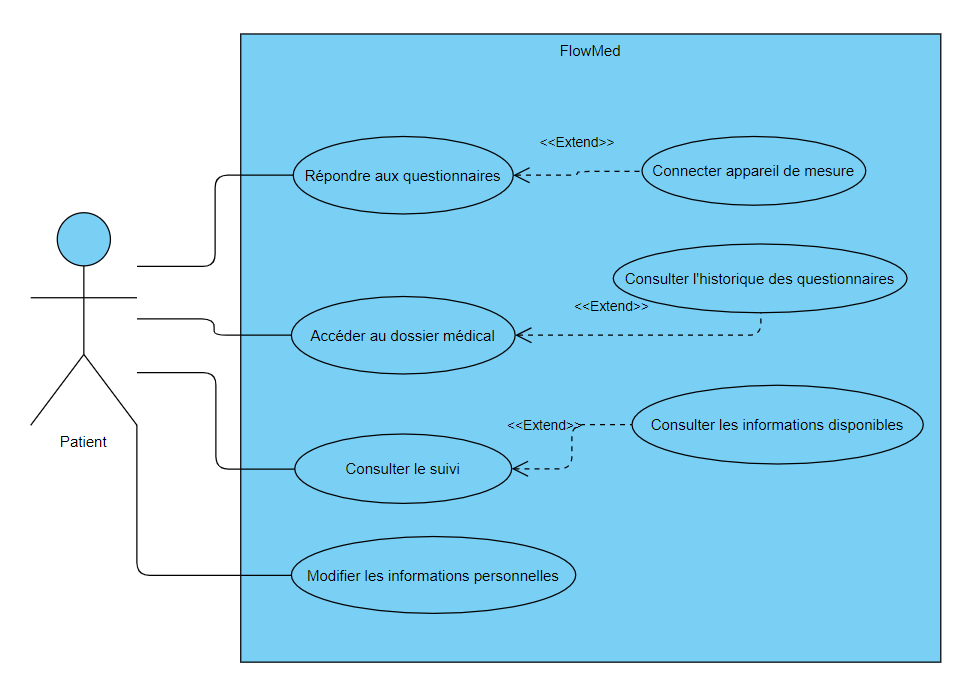 FlowMed
<<Extend>>
Répondre aux questionnaires
Connecter appareil de mesure
Consulter l'historique des questionnaires
<<Extend>>
Accéder au dossier médical
<<Extend>>
Consulter les informations disponibles
Patient
Consulter le suivi
Modifier les informations personnelles